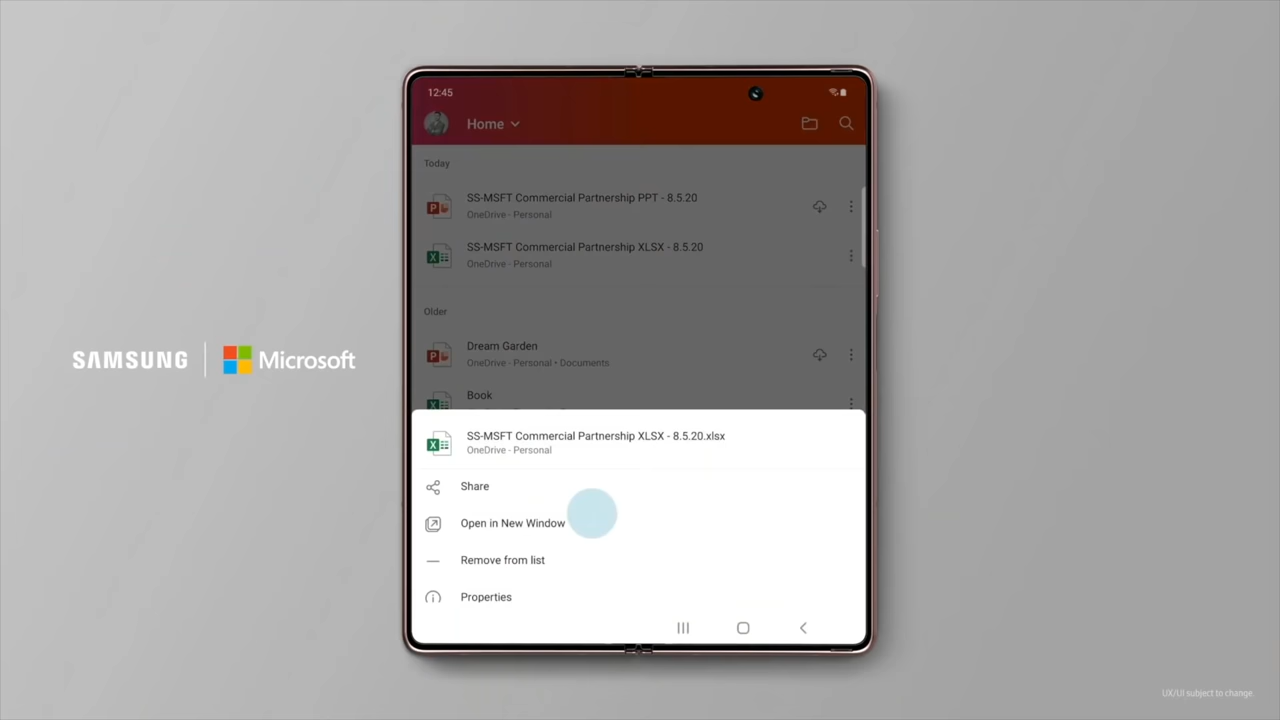 12:45
Home
Today
SS-MSFT Commercial Partnership PPT - 8.5.20
OneDrive - Personal
SS-MSFT Commercial Partnership XLSX - 8.5.20
OneDrive - Personal
Older
Dream Garden
OneDrive - Personal • Documents
Book
SS-MSFT Commercial Partnership XLSX - 8.5.20.xlsx
OneDrive - Personal
Share
Open in New Window
Remove from list
Properties
SAMSUNG | Microsoft
UX/UI subject to change.